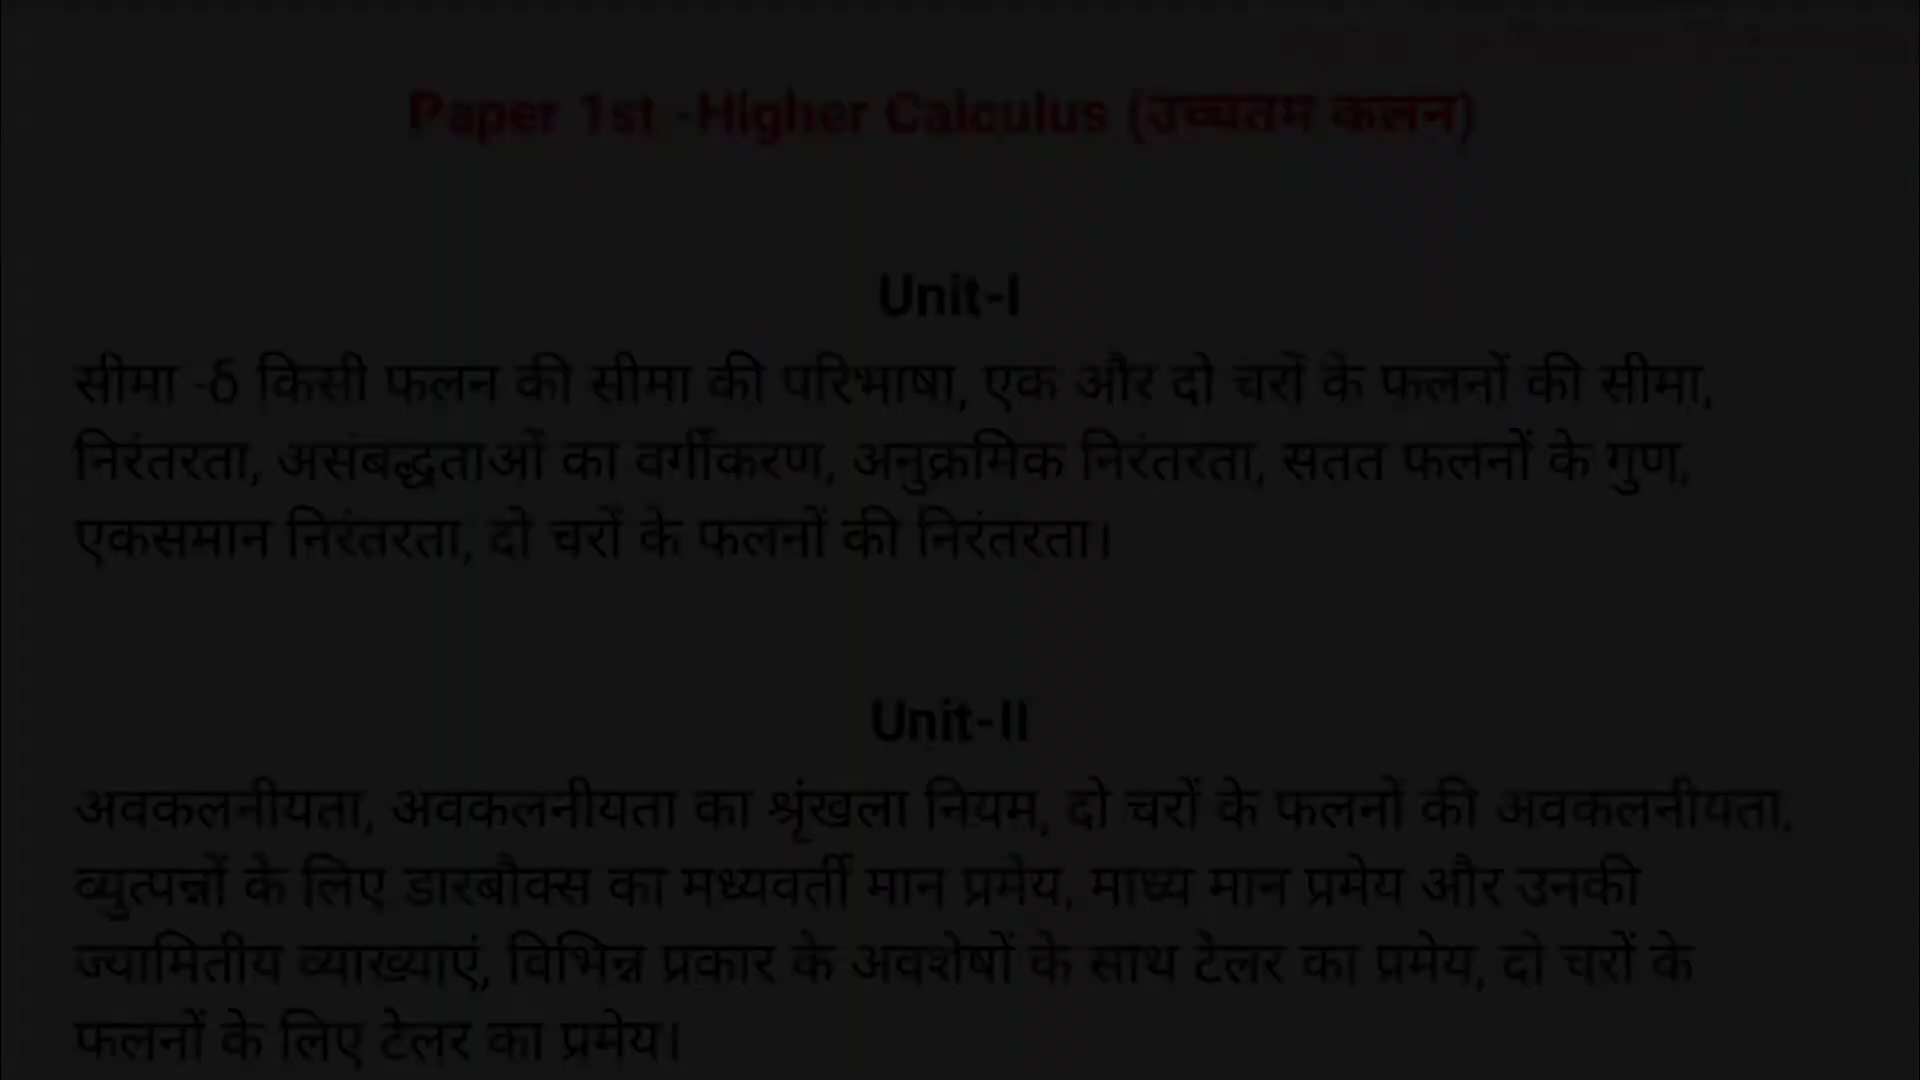 Paper 1st -Higher Calculus (उच्चतम कलन)
Unit-I
सीमा -δ किसी फलन की सीमा की परिभाषा, एक और दो चरों के फलनों की सीमा,
निरंतरता, असंबद्धताओं का वर्गीकरण, अनुक्रमिक निरंतरता, सतत फलनों के गुण,
एकसमान निरंतरता, दो चरों के फलनों की निरंतरता।
Unit-II
अवकलनीयता, अवकलनीयता का श्रृंखला नियम, दो चरों के फलनों की अवकलनीयता,
व्युत्पन्नों के लिए डारबौक्स का मध्यवर्ती मान प्रमेय, माध्य मान प्रमेय और उनकी
ज्यामितीय व्याख्याएं, विभिन्न प्रकार के अवशेषों के साथ टेलर का प्रमेय, दो चरों के
फलनों के लिए टेलर का प्रमेय।